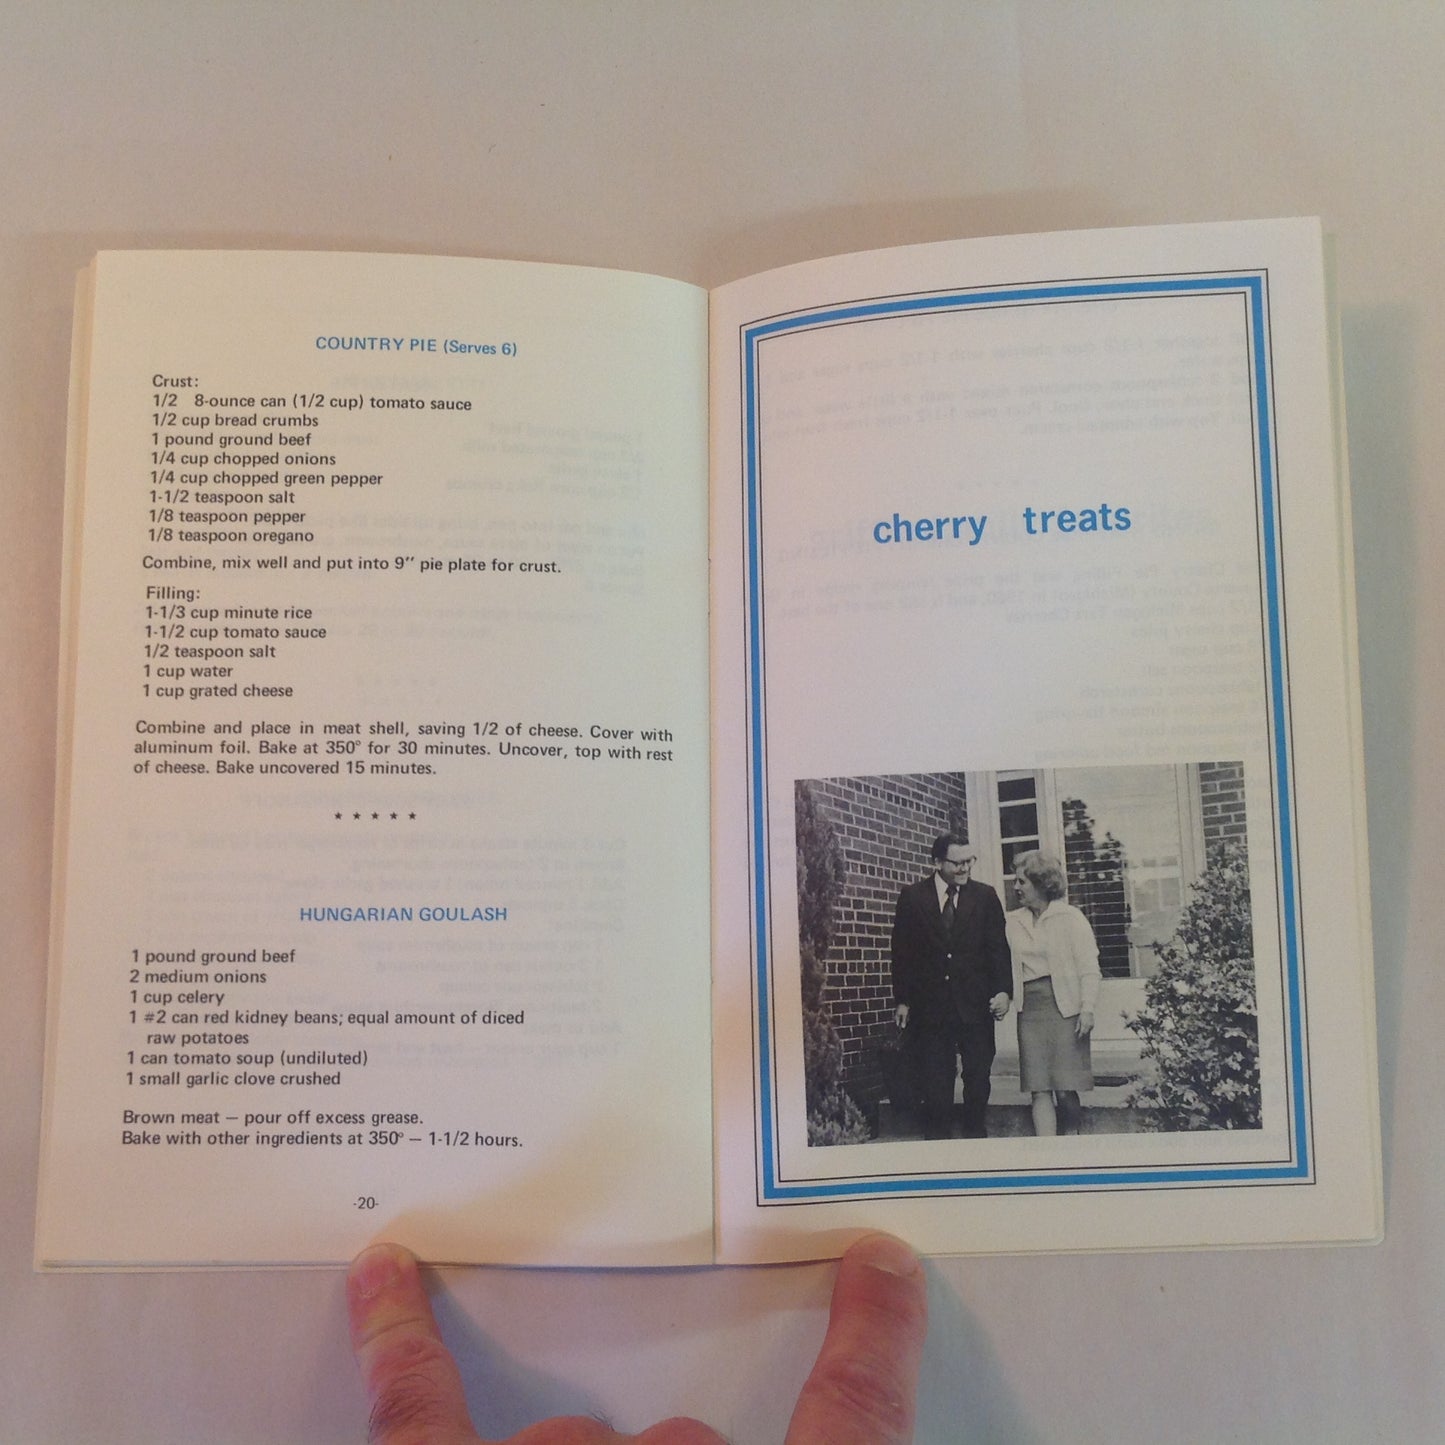 COUNTRY PIE (Serves 6)
Crust:
1/2 8-ounce can (1/2 cup) tomato sauce
1/2 cup bread crumbs
1 pound ground beef
1/4 cup chopped onions
1/4 cup chopped green pepper
1-1/2 teaspoon salt
1/8 teaspoon pepper
1/8 teaspoon oregano
Combine, mix well and put into 9" pie plate for crust.
Filling:
1-1/3 cup minute rice
1-1/2 cup tomato sauce
1/2 teaspoon salt
1 cup water
1 cup grated cheese
Combine and place in meat shell, saving 1/2 of cheese. Cover with
aluminum foil. Bake at 350° for 30 minutes. Uncover, top with rest
of cheese. Bake uncovered 15 minutes.
★ ★ ★ ★ ★
HUNGARIAN GOULASH
1 pound ground beef
2 medium onions
1 cup celery
1 #2 can red kidney beans; equal amount of diced
raw potatoes
1 can tomato soup (undiluted)
1 small garlic clove crushed
Brown meat — pour off excess grease.
Bake with other ingredients at 350° — 1-1/2 hours.
-20-
cherry treats